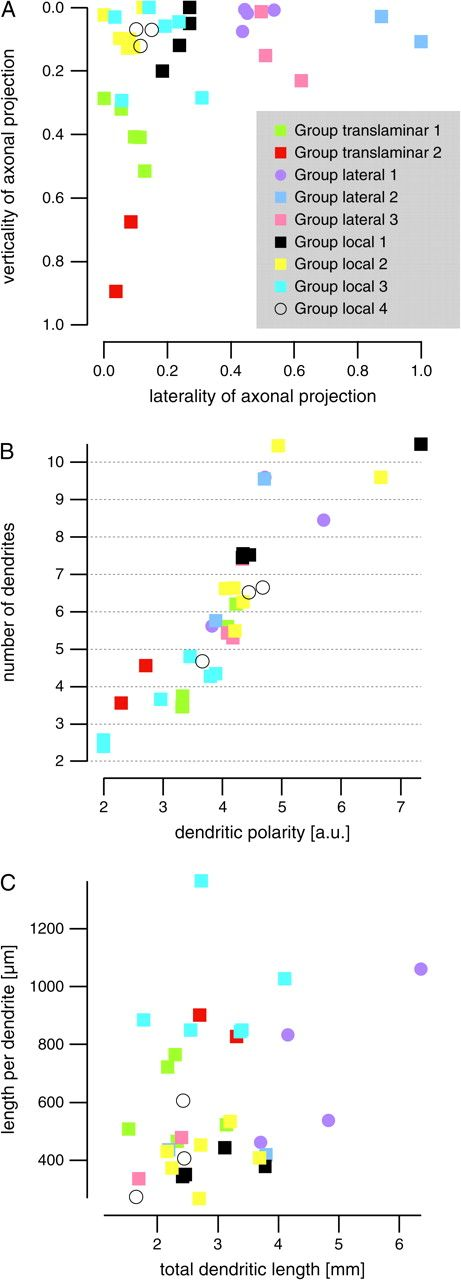 A
0.0
0.2
0.4
0.6
0.8
1.0
verticality of axonal projection
Group translaminar 1
Group translaminar 2
Group lateral 1
Group lateral 2
Group lateral 3
Group local 1
Group local 2
Group local 3
Group local 4
0.0 0.2 0.4 0.6 0.8 1.0
laterality of axonal projection
B
10
9
8
7
6
5
4
3
2
number of dendrites
2 3 4 5 6 7
dendritic polarity [a.u.]
C
1200
1000
800
600
400
length per dendrite [µm]
2 3 4 5 6
total dendritic length [mm]